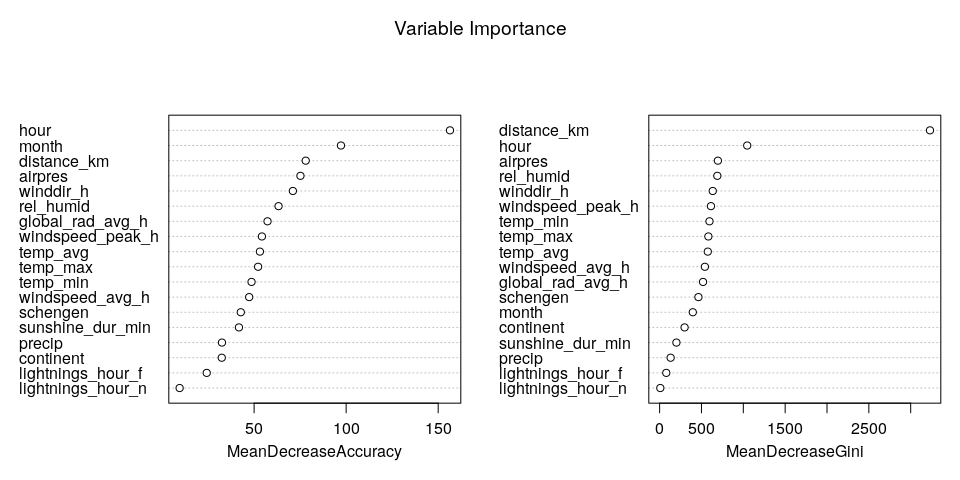 Variable Importance
hour
month
distance_km
airpres
winddir_h
rel_humid
global_rad_avg_h
windspeed_peak_h
temp_avg
temp_max
temp_min
windspeed_avg_h
schengen
sunshine_dur_min
precip
continent
lightnings_hour_f
lightnings_hour_n
50 100 150
MeanDecreaseAccuracy
distance_km
hour
airpres
rel_humid
winddir_h
windspeed_peak_h
temp_min
temp_max
temp_avg
windspeed_avg_h
global_rad_avg_h
schengen
month
continent
sunshine_dur_min
precip
lightnings_hour_f
lightnings_hour_n
0 500 1500 2500
MeanDecreaseGini